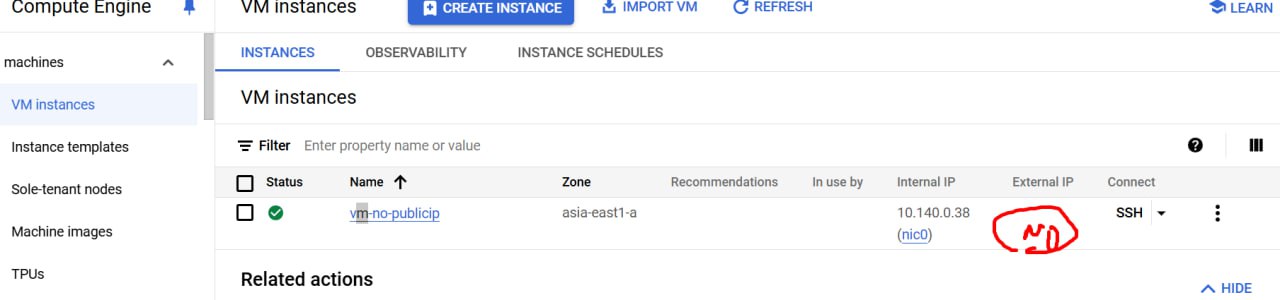 Compute Engine
VM instances
CREATE INSTANCE
IMPORT VM
REFRESH
LEARN
machines
INSTANCES
OBSERVABILITY
INSTANCE SCHEDULES
VM instances
VM instances
Instance templates
Sole-tenant nodes
Machine images
TPUs
Filter Enter property name or value
Status Name Zone Recommendations In use by Internal IP External IP Connect
vm-no-publicip asia-east1-a 10.140.0.38 SSH
(nic0)
NO
Related actions
HIDE